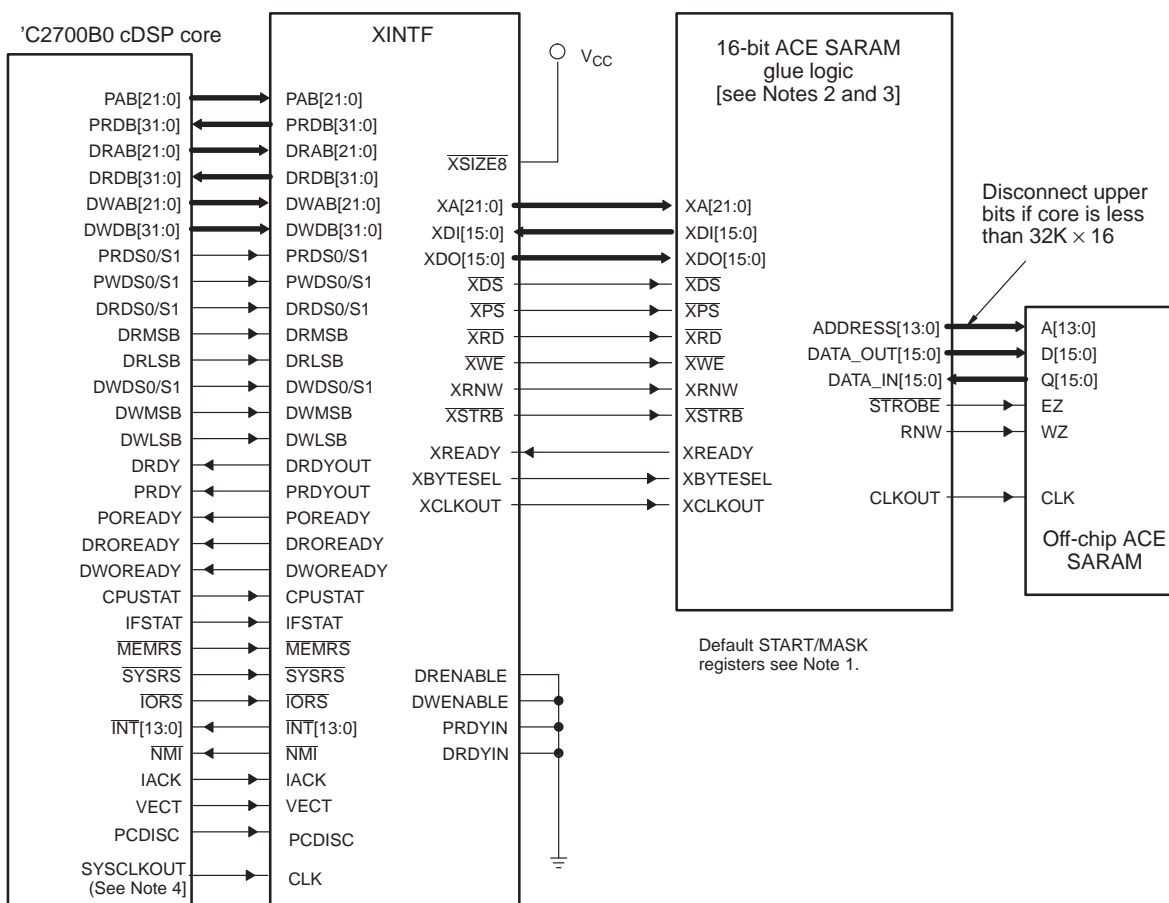 'C2700B0 cDSP core
PAB[21:0]
PRDB[31:0]
DRAB[21:0]
DRDB[31:0]
DWAB[21:0]
DWDB[31:0]
PRDS0/S1
PWDS0/S1
DRDS0/S1
DRMSB
DRLSB
DWDS0/S1
DWMSB
DWLSB
DRDY
PRDY
POREADY
DROREADY
DWOREADY
CPUSTAT
IFSTAT
MEMRS
SYSRS
IORS
INT[13:0]
NMI
IACK
VECT
PCDISC
SYSCLKOUT
(See Note 4]
XINTF
PAB[21:0]
PRDB[31:0]
DRAB[21:0]
DRDB[31:0]
DWAB[21:0]
DWDB[31:0]
PRDS0/S1
PWDS0/S1
DRDS0/S1
DRMSB
DRLSB
DWDS0/S1
DWMSB
DWLSB
DRDYOUT
PRDYOUT
POREADY
DROREADY
DWOREADY
CPUSTAT
IFSTAT
MEMRS
SYSRS
IORS
INT[13:0]
NMI
IACK
VECT
PCDISC
CLK
VCC
XSIZE8
XA[21:0]
XDI[15:0]
XDO[15:0]
XDS
XPS
XRD
XWE
XRNW
XSTRB
XREADY
XBYTESEL
XCLKOUT
DRENABLE
DWENABLE
PRDYIN
DRDYIN
16-bit ACE SARAM
glue logic
[see Notes 2 and 3]
XA[21:0]
XDI[15:0]
XDO[15:0]
XDS
XPS
XRD
XWE
XRNW
XSTRB
XREADY
XBYTESEL
XCLKOUT
ADDRESS[13:0]
DATA_OUT[15:0]
DATA_IN[15:0]
STROBE
RNW
CLKOUT
Default START/MASK
registers see Note 1.
Disconnect upper
bits if core is less
than 32K × 16
A[13:0]
D[15:0]
Q[15:0]
EZ
WZ
CLK
Off-chip ACE
SARAM